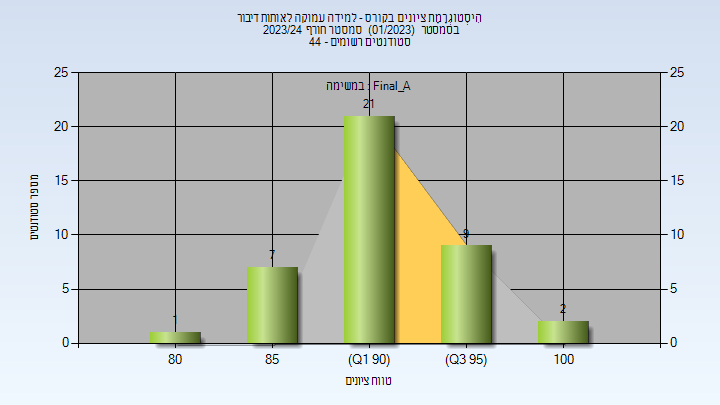 היסטוגרמת ציונים בקורס - למידה עמוקה לאותות דיבור
בסמסטר (01/2023) סמסטר חורף 2023/24
סטודנטים רשומים - 44
במשימה : Final_A
25 25
20 20
15 15
10 10
5 5
0 0
1
7
21
9
2
80
85
(Q1 90)
(Q3 95)
100
מספר סטודנטים
טווח ציונים